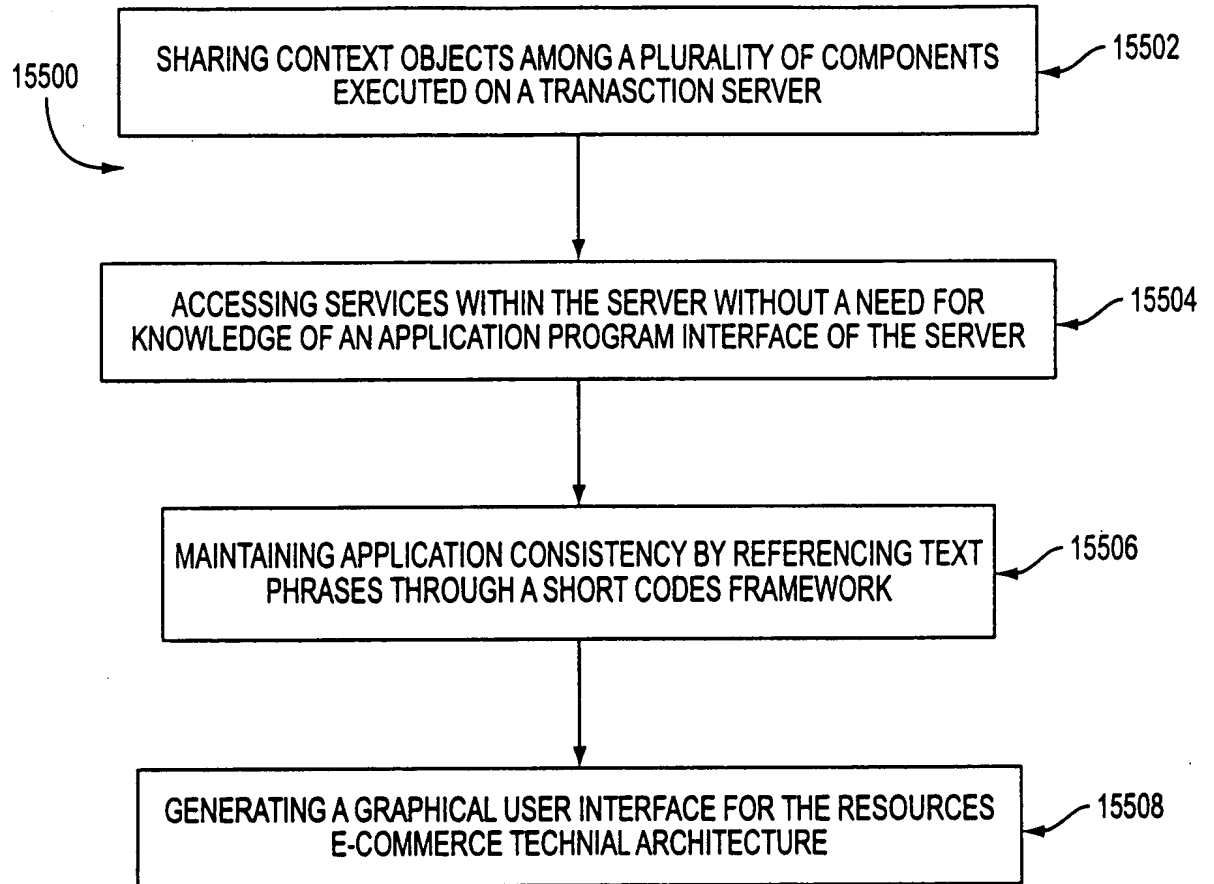 SHARING CONTEXT OBJECTS AMONG A PLURALITY OF COMPONENTS
EXECUTED ON A TRANASCTION SERVER
15502
15500
ACCESSING SERVICES WITHIN THE SERVER WITHOUT A NEED FOR
KNOWLEDGE OF AN APPLICATION PROGRAM INTERFACE OF THE SERVER
15504
MAINTAINING APPLICATION CONSISTENCY BY REFERENCING TEXT
PHRASES THROUGH A SHORT CODES FRAMEWORK
15506
GENERATING A GRAPHICAL USER INTERFACE FOR THE RESOURCES
E-COMMERCE TECHNIAL ARCHITECTURE
15508